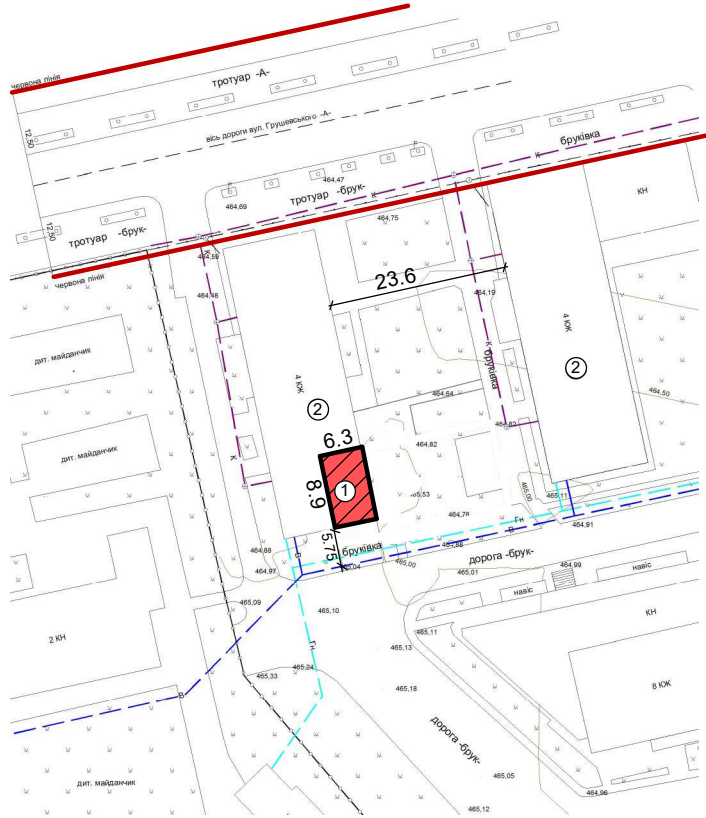 червона лінія
тротуар -А-
12,50
вісь дороги вул. Грушевського -А-
бруківка
К
464,47
тротуар -брук-
К
КН
464,69
464,75
12,50
тротуар -брук-
464,59
К
червона лінія
23.6
464,48
464,19
4 КЖ
дит. майданчик
К
бруківка
2
4 КЖ
464,64
464,50
2
464,82
6.3
464,82
дит. майданчик
К
8.9
1
465,00
465,11
464,78
Гн
464,91
В
5.75
464,88
бруківка
464,88
дорога -брук-
В
465,00
464,97
465,01
464,99
навіс
навіс
465,09
465,10
КН
465,11
2 КН
Гн
465,13
465,24
465,33
465,18
8 КЖ
В
дорога -брук-
465,05
дит. майданчик
464,96
465,12